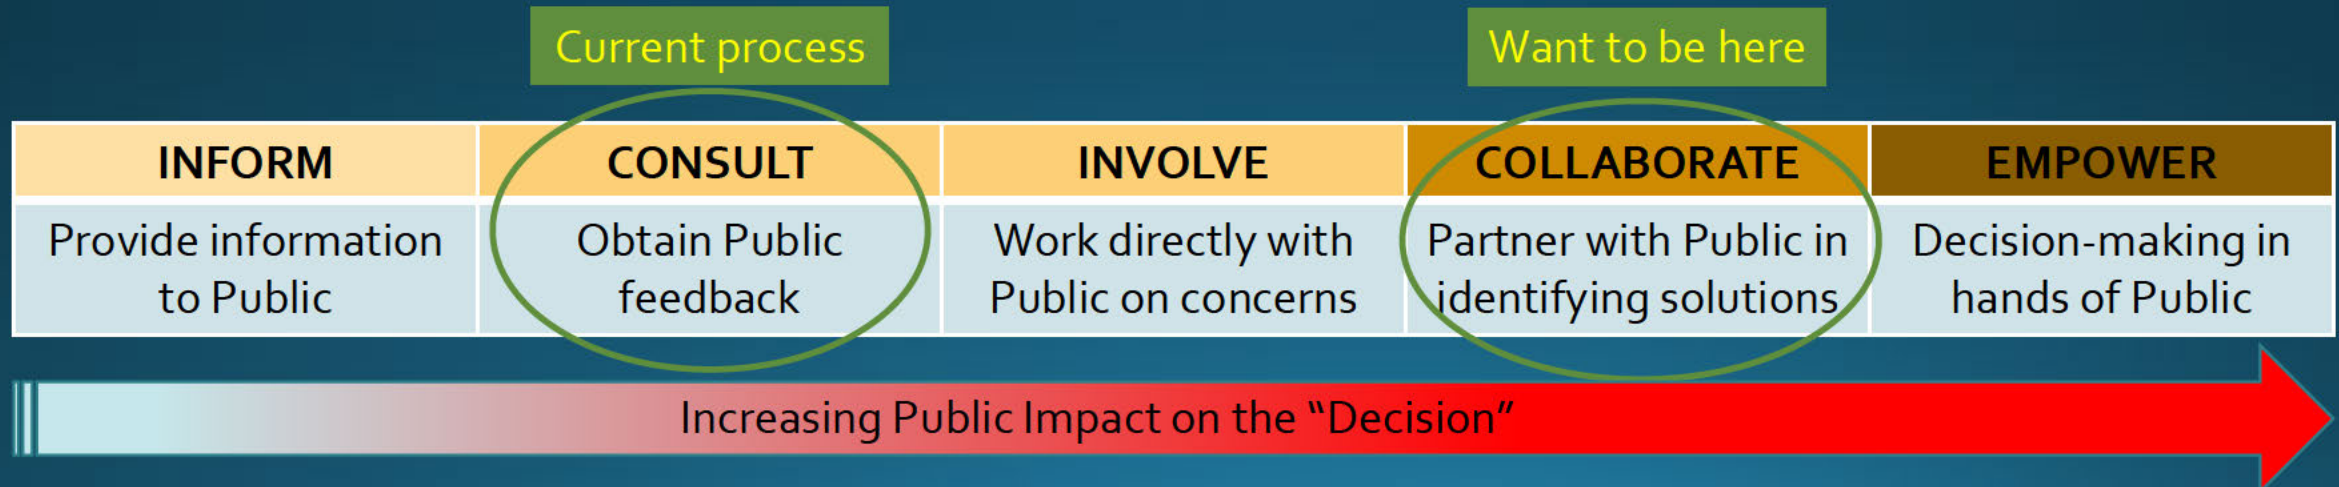 Current process
Want to be here
INFORM
CONSULT
INVOLVE
COLLABORATE
EMPOWER
Provide information
to Public
Obtain Public
feedback
Work directly with
Public on concerns
Partner with Public in
identifying solutions
Decision-making in
hands of Public
Increasing Public Impact on the “Decision”